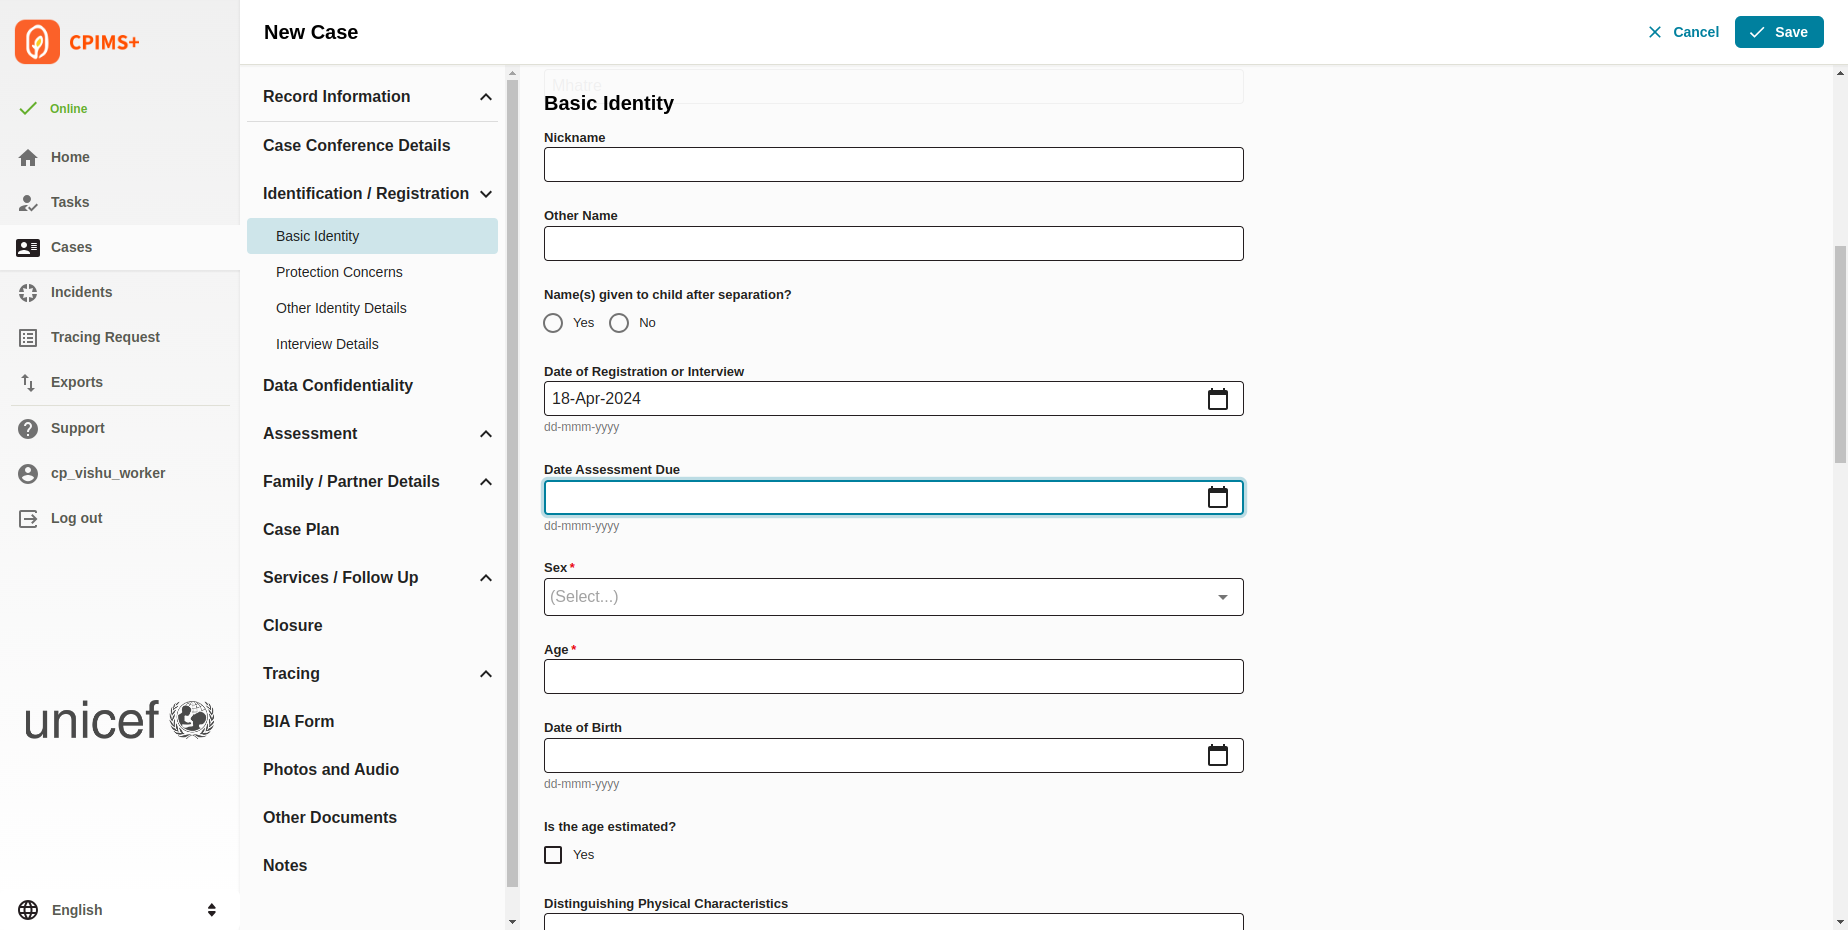 CPIMS+
Online
Home
Tasks
Cases
Incidents
Tracing Request
Exports
Support
cp_vishu_worker
Log out
unicef
English
New Case
Cancel
Save
Record Information
Case Conference Details
Identification / Registration
Basic Identity
Protection Concerns
Other Identity Details
Interview Details
Data Confidentiality
Assessment
Family / Partner Details
Case Plan
Services / Follow Up
Closure
Tracing
BIA Form
Photos and Audio
Other Documents
Notes
Mhatre
Basic Identity
Nickname
Other Name
Name(s) given to child after separation?
Yes No
Date of Registration or Interview
18-Apr-2024
dd-mmm-yyyy
Date Assessment Due
dd-mmm-yyyy
Sex *
(Select...)
Age *
Date of Birth
dd-mmm-yyyy
Is the age estimated?
Yes
Distinguishing Physical Characteristics